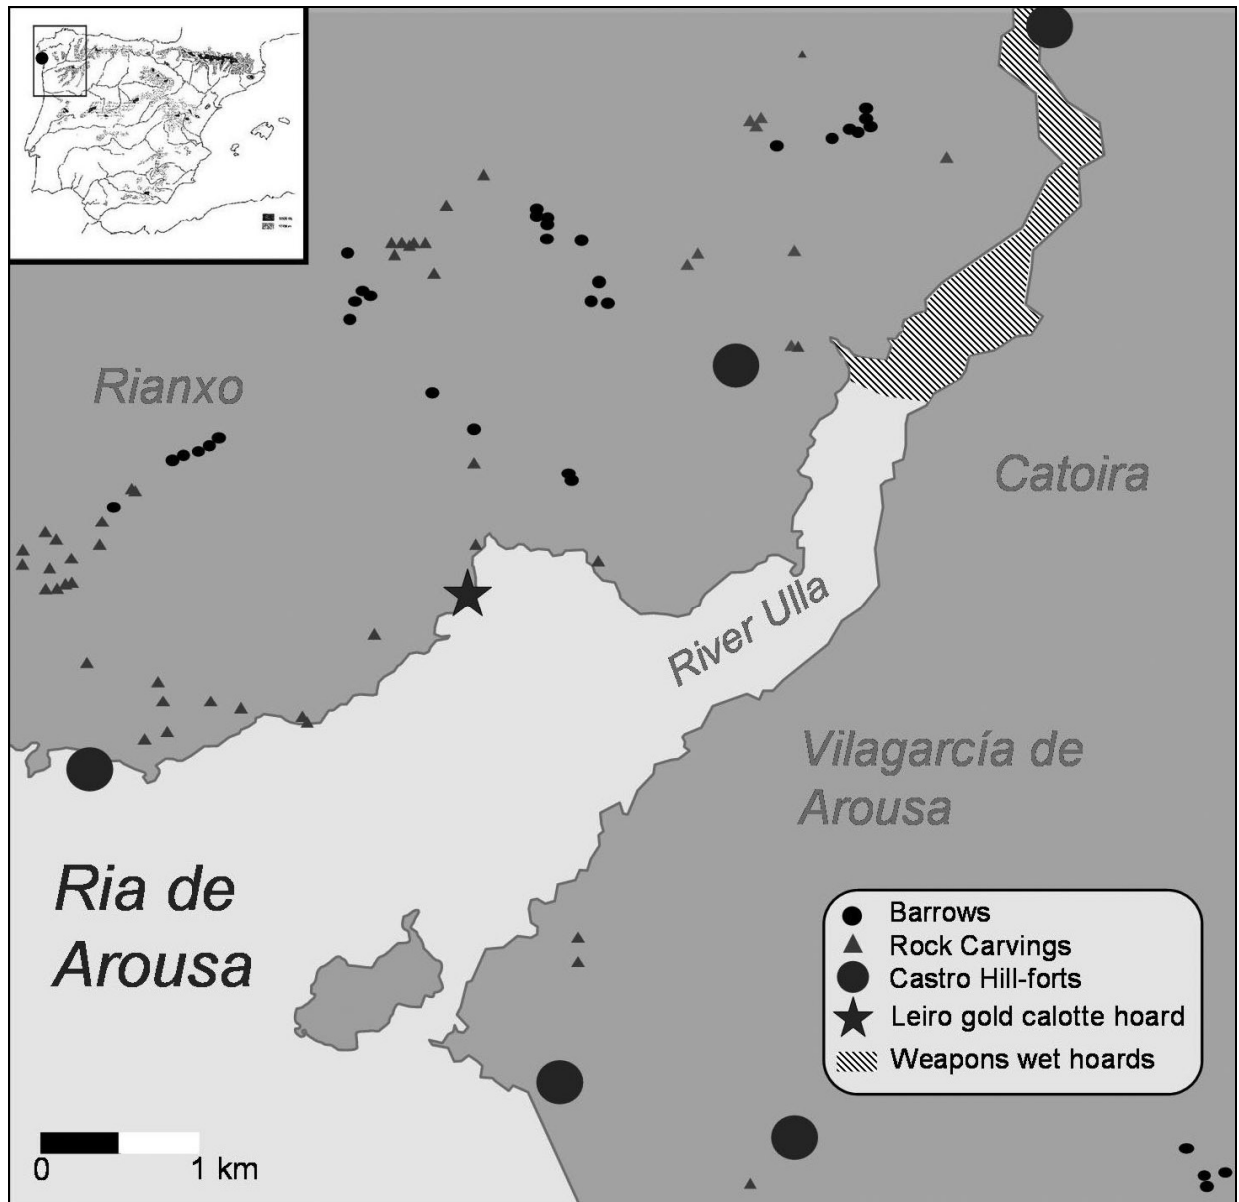 Rianxo
Catoira
River Ulla
Vilagarcía de
Arousa
Ria de
Arousa
Barrows
Rock Carvings
Castro Hill-forts
Leiro gold calotte hoard
Weapons wet hoards
0 1 km